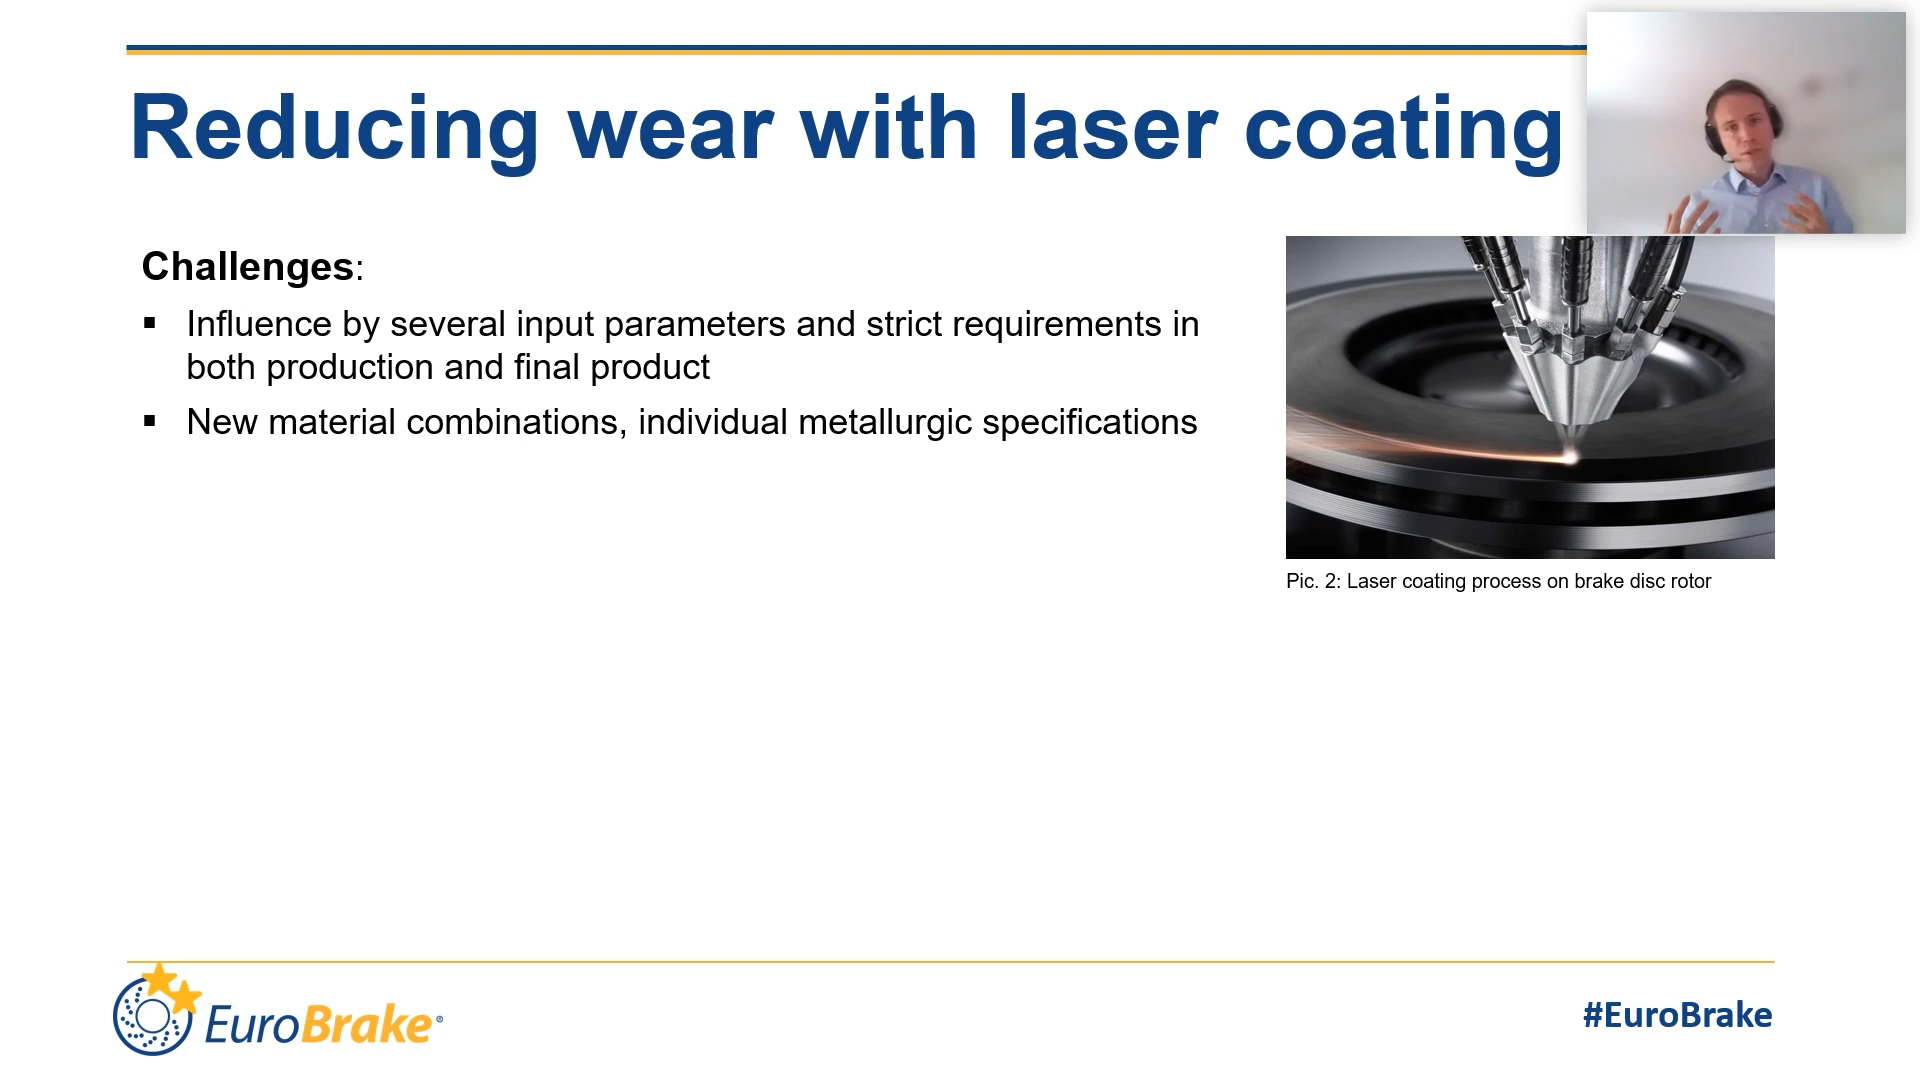 Reducing wear with laser coating
Challenges:
▪ Influence by several input parameters and strict requirements in
both production and final product
▪ New material combinations, individual metallurgic specifications
Pic. 2: Laser coating process on brake disc rotor
EuroBrake®
#EuroBrake